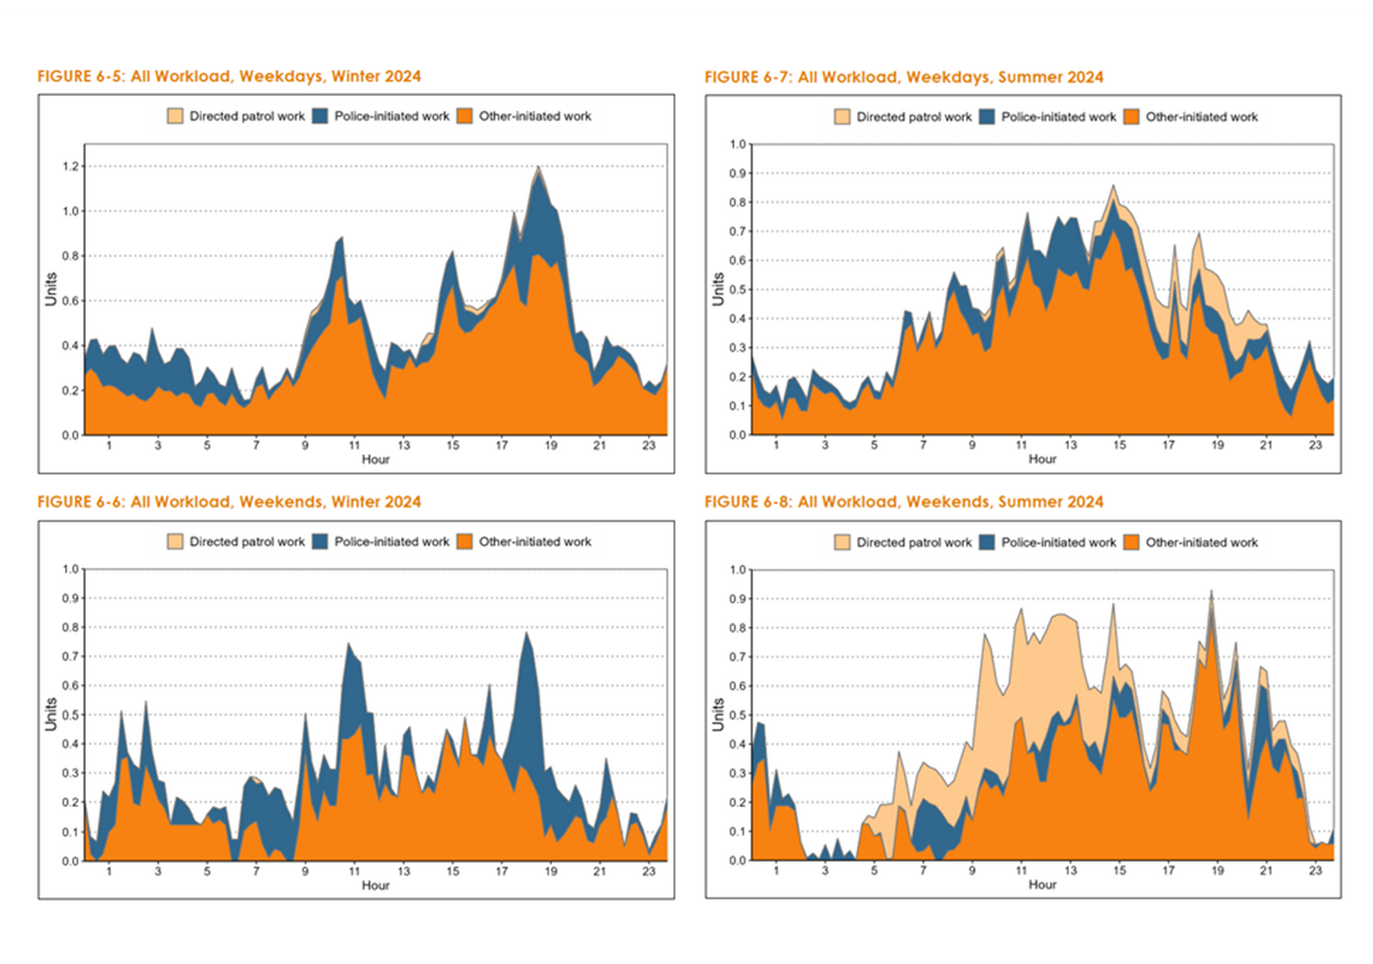 FIGURE 6-5: All Workload, Weekdays, Winter 2024
Directed patrol work Police-initiated work Other-initiated work
1.2
1.0
0.8
0.6
0.4
0.2
0.0
Units
1 3 5 7 9 11 13 15 17 19 21 23
Hour
FIGURE 6-7: All Workload, Weekdays, Summer 2024
Directed patrol work Police-initiated work Other-initiated work
1.0
0.9
0.8
0.7
0.6
0.5
0.4
0.3
0.2
0.1
0.0
Units
1 3 5 7 9 11 13 15 17 19 21 23
Hour
FIGURE 6-6: All Workload, Weekends, Winter 2024
Directed patrol work Police-initiated work Other-initiated work
1.0
0.9
0.8
0.7
0.6
0.5
0.4
0.3
0.2
0.1
0.0
Units
1 3 5 7 9 11 13 15 17 19 21 23
Hour
FIGURE 6-8: All Workload, Weekends, Summer 2024
Directed patrol work Police-initiated work Other-initiated work
1.0
0.9
0.8
0.7
0.6
0.5
0.4
0.3
0.2
0.1
0.0
Units
1 3 5 7 9 11 13 15 17 19 21 23
Hour